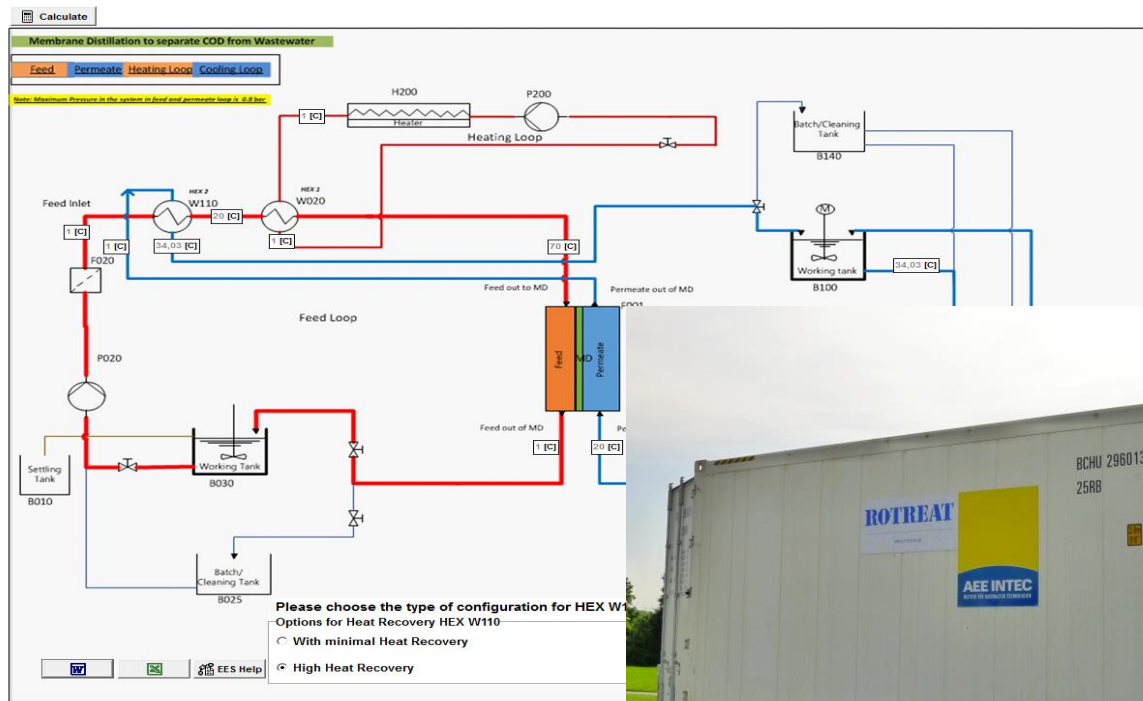 Calculate
Membrane Distillation to separate COD from Wastewater
Feed Permeate Heating Loop Cooling Loop
Note: Maximum Pressure in the system in feed and permeate loop is 0.8 bar
H200
P200
1 [C]
Heater
Heating Loop
Batch/Cleaning
Tank
B140
Feed Inlet
HEX 2
W110
HEX 1
W020
20 [C]
M
1 [C]
1 [C]
34,03 [C]
1 [C]
70 [C]
F020
Working tank
34,03 [C]
B100
Feed out to MD
Permeate out of MD
Feed Loop
Feed
MD
Permeate
P020
Feed out of MD
1 [C]
20 [C]
Settling
Tank
B010
Working Tank
B030
Batch/
Cleaning Tank
B025
Please choose the type of configuration for HEX
Options for Heat Recovery HEX W110
With minimal Heat Recovery
High Heat Recovery
W
X
EES Help
BCHU 296013
25RB
ROTREAT
AEE INTEC